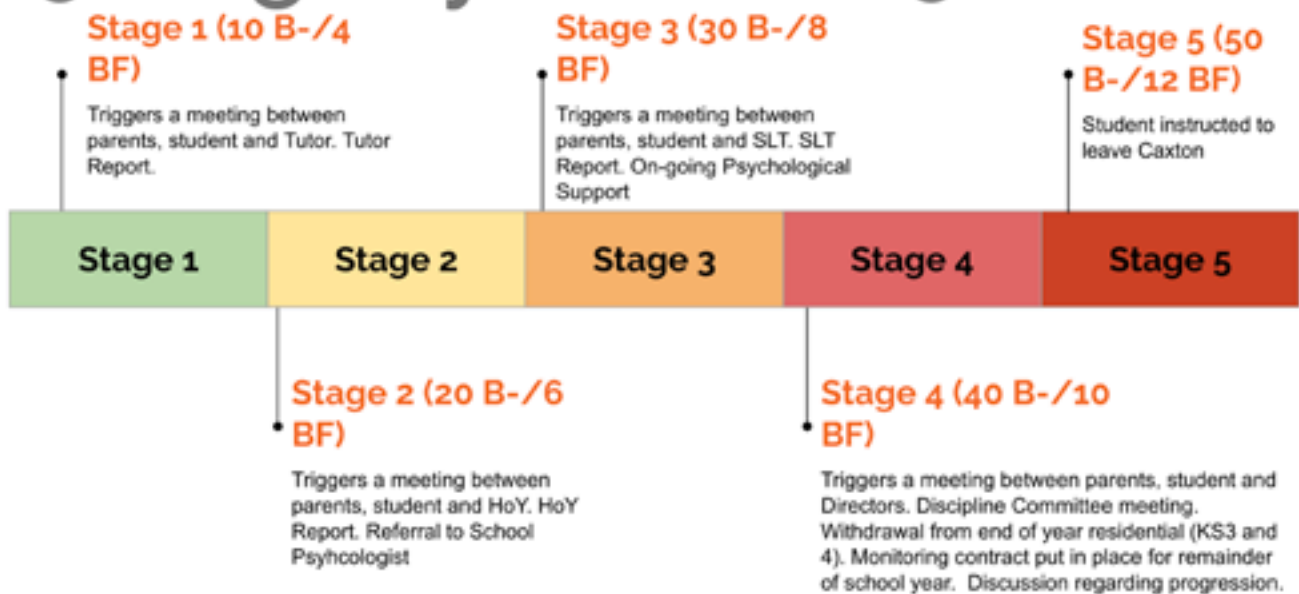 Stage 1 (10 B-/4
BF)
Triggers a meeting between
parents, student and Tutor. Tutor
Report.
Stage 3 (30 B-/8
BF)
Triggers a meeting between
parents, student and SLT. SLT
Report. On-going Psychological
Support
Stage 5 (50
B-/12 BF)
Student instructed to
leave Caxton
Stage 1
Stage 2
Stage 3
Stage 4
Stage 5
Stage 2 (20 B-/6
BF)
Triggers a meeting between
parents, student and HoY. HoY
Report. Referral to School
Psyhcologist
Stage 4 (40 B-/10
BF)
Triggers a meeting between parents, student and
Directors. Discipline Committee meeting.
Withdrawal from end of year residential (KS3 and
4). Monitoring contract put in place for remainder
of school year.  Discussion regarding progression.